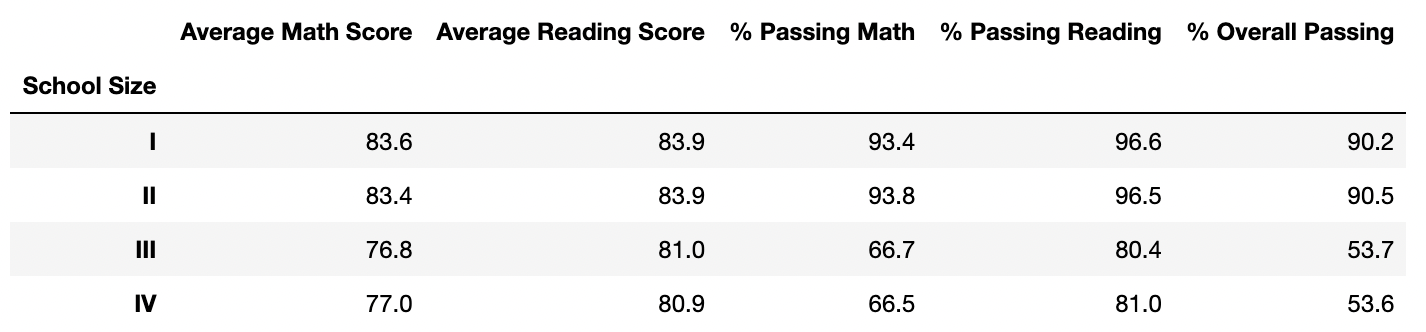 Average Math Score Average Reading Score % Passing Math % Passing Reading % Overall Passing
School Size
I 83.6 83.9 93.4 96.6 90.2
II 83.4 83.9 93.8 96.5 90.5
III 76.8 81.0 66.7 80.4 53.7
IV 77.0 80.9 66.5 81.0 53.6